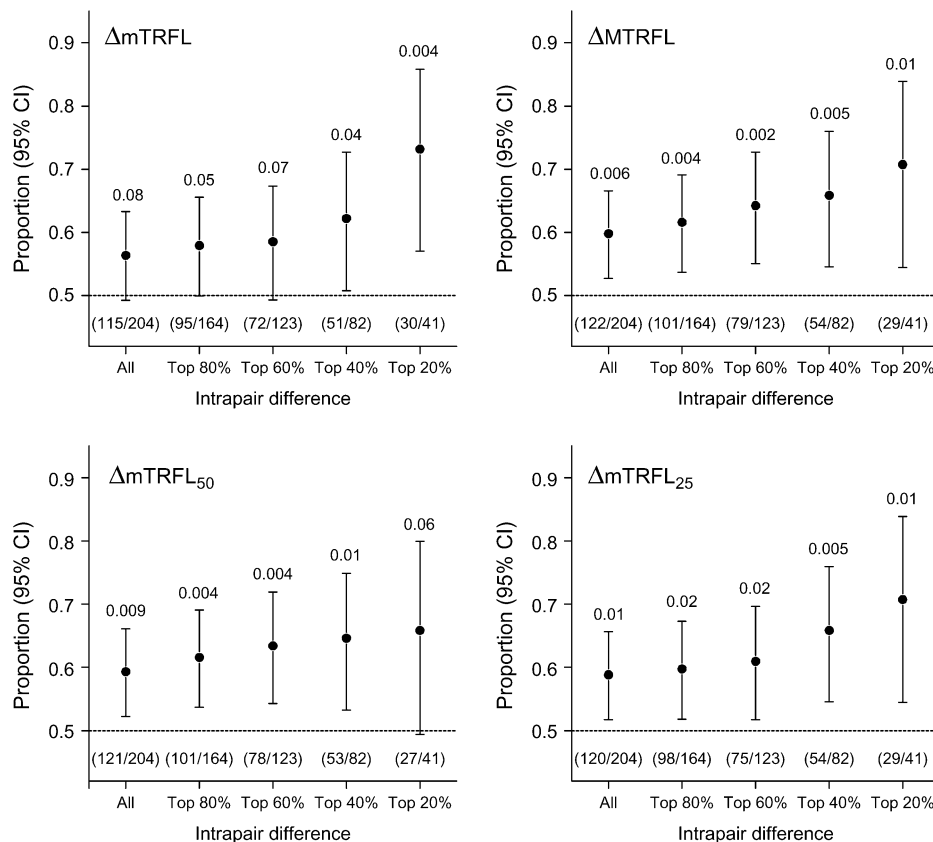 ΔmTRFL
Proportion (95% CI)
0.9
0.8
0.7
0.6
0.5
0.08
0.05
0.07
0.04
0.004
(115/204) (95/164) (72/123) (51/82) (30/41)
All Top 80% Top 60% Top 40% Top 20%
Intrapair difference
ΔMTRFL
Proportion (95% CI)
0.9
0.8
0.7
0.6
0.5
0.006
0.004
0.002
0.005
0.01
(122/204) (101/164) (79/123) (54/82) (29/41)
All Top 80% Top 60% Top 40% Top 20%
Intrapair difference
ΔmTRFL50
Proportion (95% CI)
0.9
0.8
0.7
0.6
0.5
0.009
0.004
0.004
0.01
0.06
(121/204) (101/164) (78/123) (53/82) (27/41)
All Top 80% Top 60% Top 40% Top 20%
Intrapair difference
ΔmTRFL25
Proportion (95% CI)
0.9
0.8
0.7
0.6
0.5
0.01
0.02
0.02
0.005
0.01
(120/204) (98/164) (75/123) (54/82) (29/41)
All Top 80% Top 60% Top 40% Top 20%
Intrapair difference